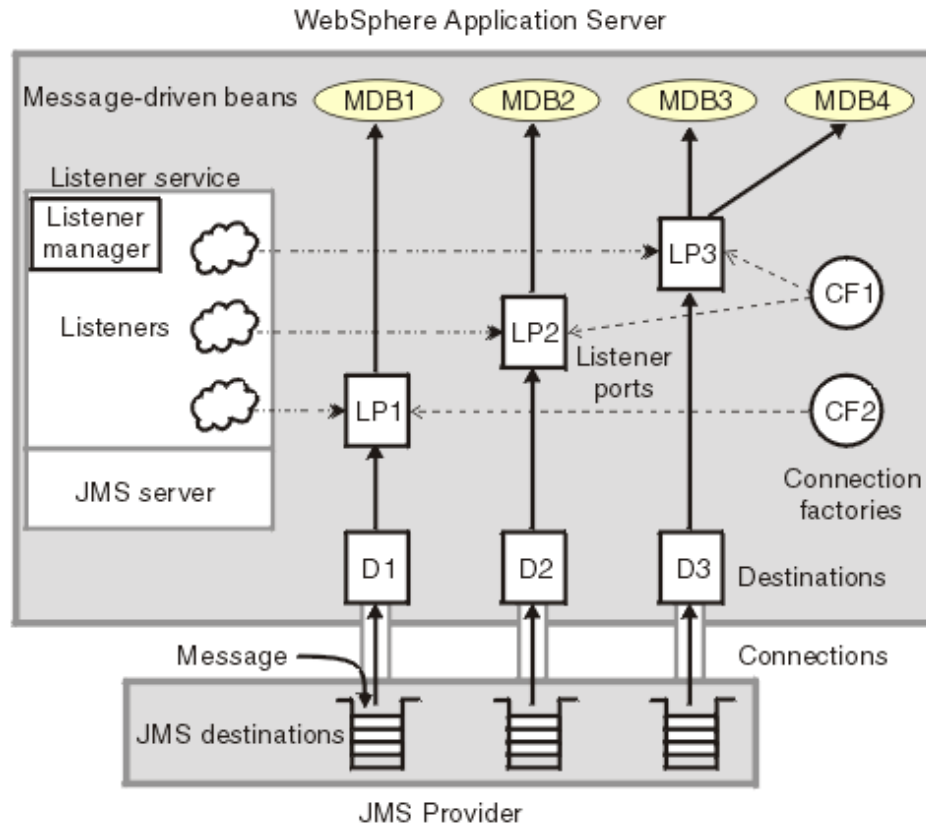 WebSphere Application Server
Message-driven beans
MDB1
MDB2
MDB3
MDB4
Listener service
Listener
manager
LP3
CF1
Listeners
LP2
Listener
ports
LP1
CF2
JMS server
Connection
factories
D1
D2
D3
Destinations
Message
Connections
JMS destinations
JMS Provider